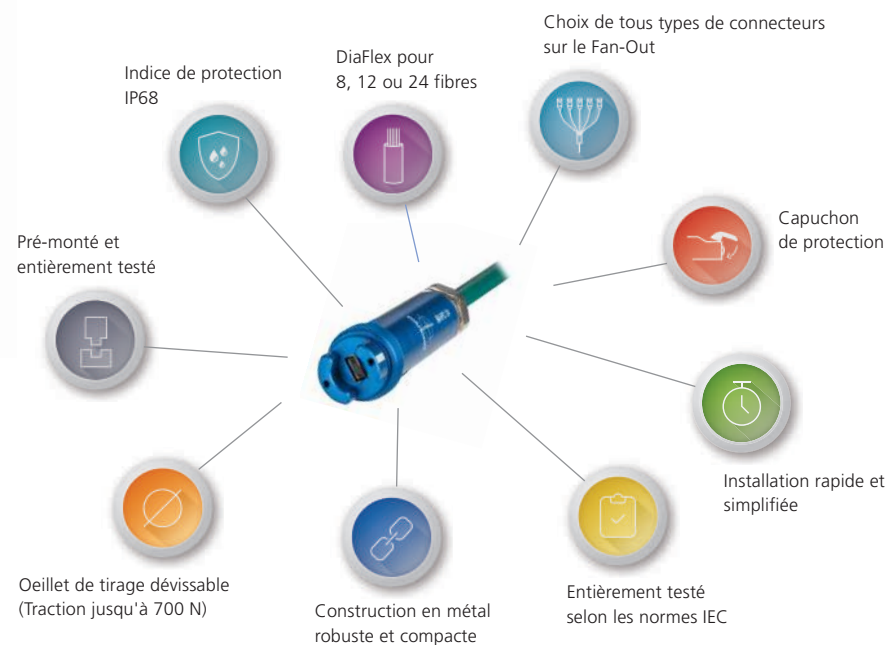 Choix de tous types de connecteurs
sur le Fan-Out
DiaFlex pour
8, 12 ou 24 fibres
Indice de protection
IP68
Capuchon
de protection
Pré-monté et
entièrement testé
Installation rapide et
simplifiée
Oeillet de tirage dévissable
(Traction jusqu'à 700 N)
Entièrement testé
selon les normes IEC
Construction en métal
robuste et compacte